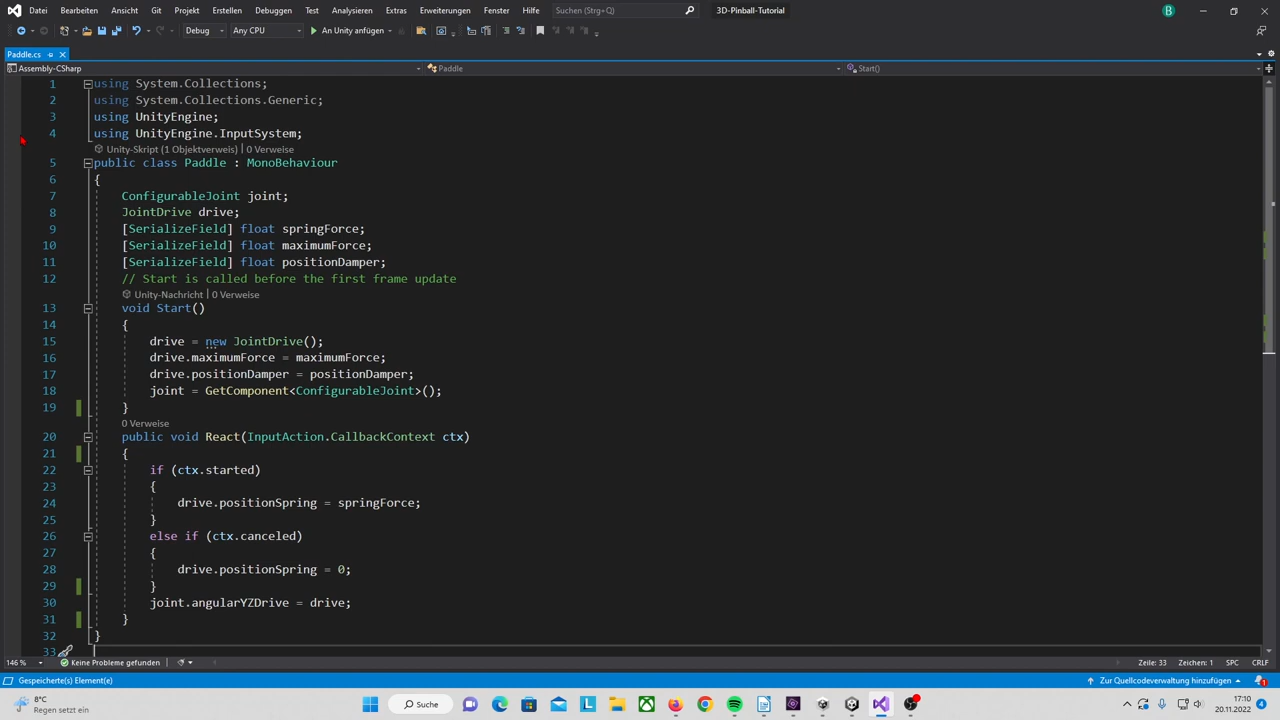 Datei Bearbeiten Ansicht Git Projekt Erstellen Debuggen Test Analysieren Extras Erweiterungen Fenster Hilfe Suchen (Strg+Q) 3D-Pinball-Tutorial B
Debug Any CPU An Unity anfügen
Paddle.cs
Assembly-CSharp Paddle Start()
1 using System.Collections;
2 using System.Collections.Generic;
3 using UnityEngine;
4 using UnityEngine.InputSystem;
Unity-Skript (1 Objektverweis) | 0 Verweise
5 public class Paddle : MonoBehaviour
6 {
7 ConfigurableJoint joint;
8 JointDrive drive;
9 [SerializeField] float springForce;
10 [SerializeField] float maximumForce;
11 [SerializeField] float positionDamper;
12 // Start is called before the first frame update
Unity-Nachricht | 0 Verweise
13 void Start()
14 {
15 drive = new JointDrive();
16 drive.maximumForce = maximumForce;
17 drive.positionDamper = positionDamper;
18 joint = GetComponent<ConfigurableJoint>();
19 }
0 Verweise
20 public void React(InputAction.CallbackContext ctx)
21 {
22 if (ctx.started)
23 {
24 drive.positionSpring = springForce;
25 }
26 else if (ctx.canceled)
27 {
28 drive.positionSpring = 0;
29 }
30 joint.angularYZDrive = drive;
31 }
32 }
33
146 % Keine Probleme gefunden Zeile: 33 Zeichen: 1 SPC CRLF
Gespeicherte(s) Element(e) Zur Quellcodeverwaltung hinzufügen 1
8°C
Regen setzt ein
Suche
17:10
20.11.2022
4